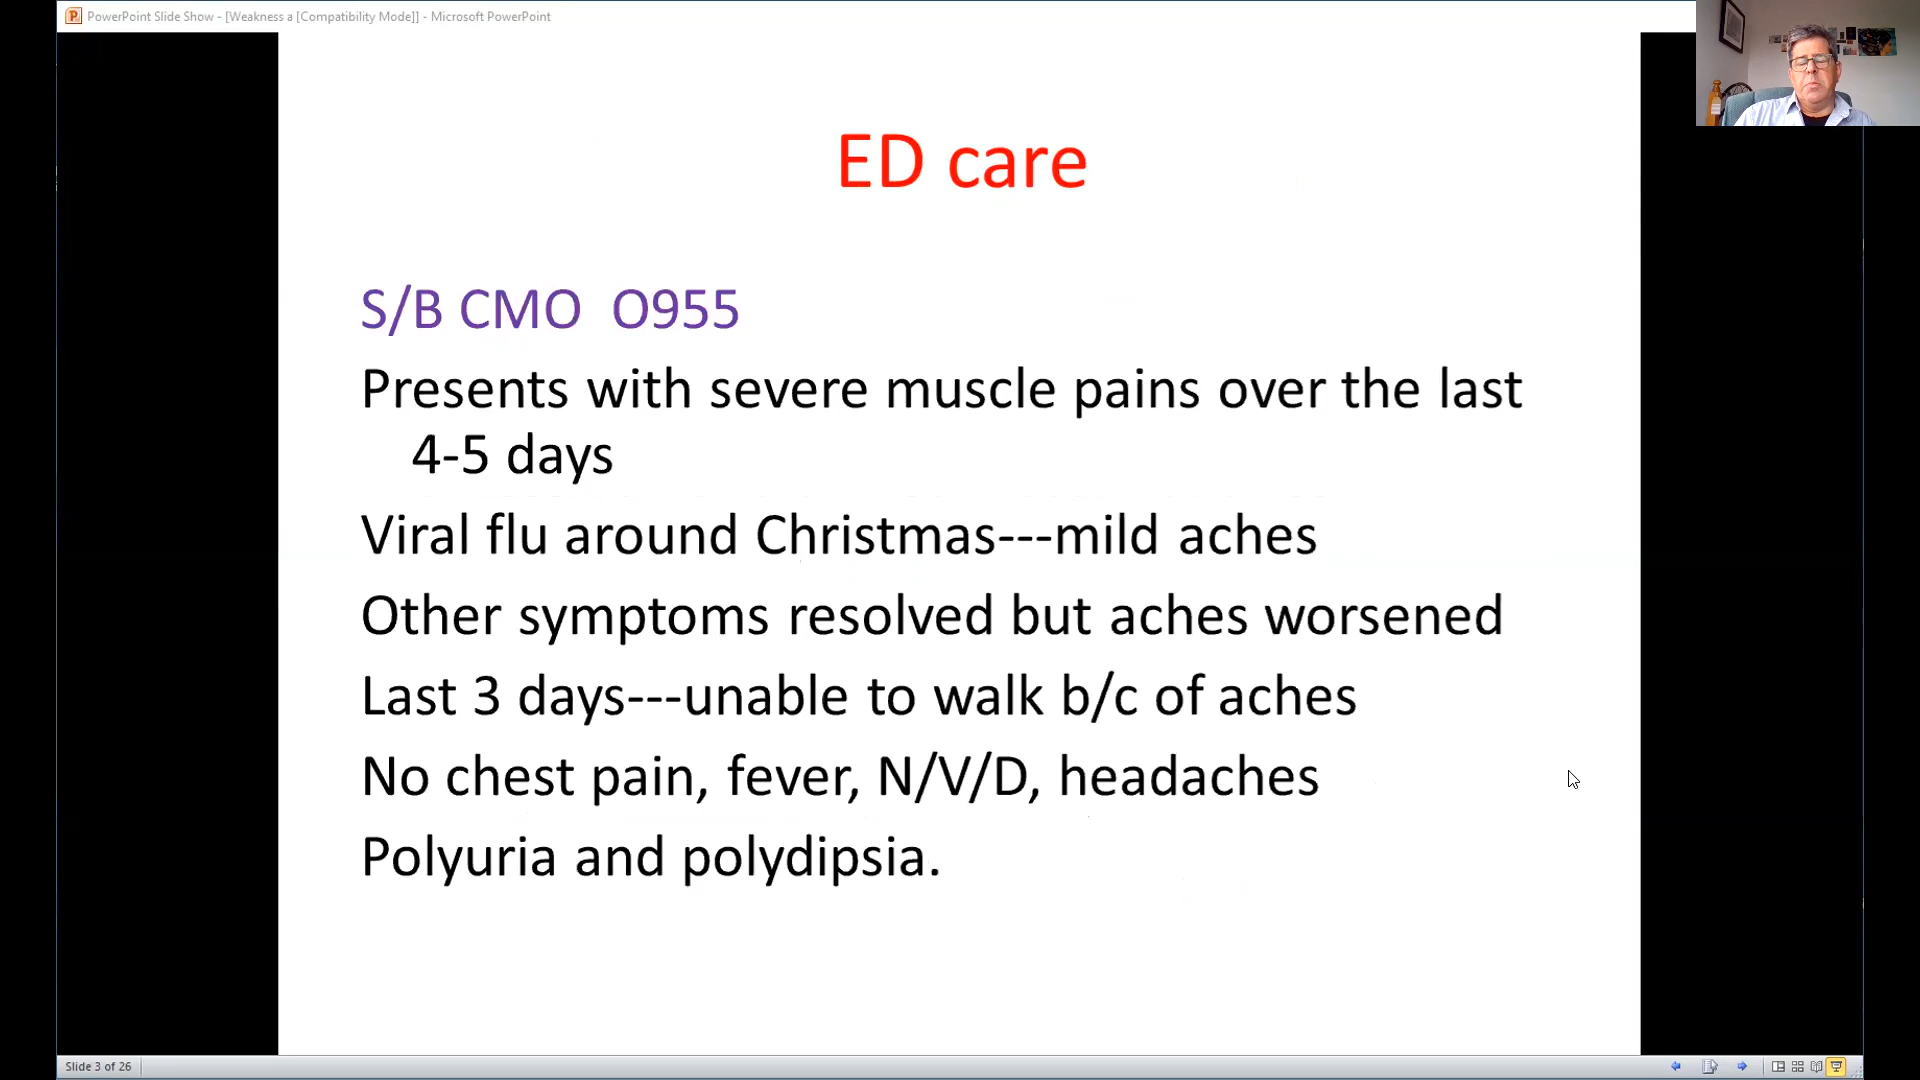 PowerPoint Slide Show - [Weakness a [Compatibility Mode]] - Microsoft PowerPoint
ED care
S/B CMO  O955
Presents with severe muscle pains over the last
4-5 days
Viral flu around Christmas---mild aches
Other symptoms resolved but aches worsened
Last 3 days---unable to walk b/c of aches
No chest pain, fever, N/V/D, headaches
Polyuria and polydipsia.
Slide 3 of 26